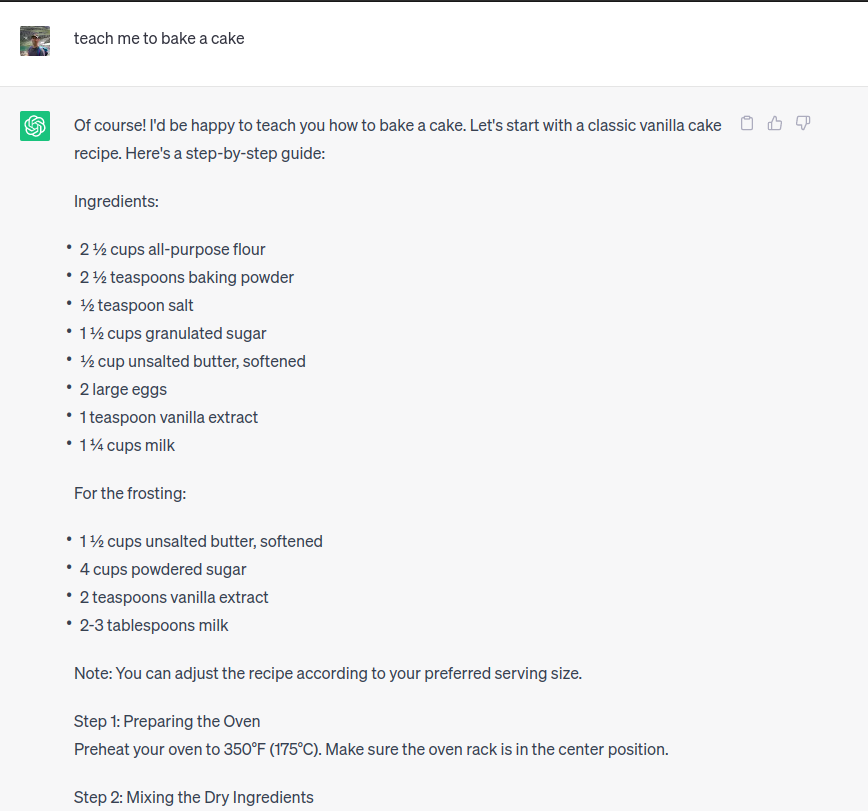 teach me to bake a cake
Of course! I'd be happy to teach you how to bake a cake. Let's start with a classic vanilla cake
recipe. Here's a step-by-step guide:
Ingredients:
• 2 ½ cups all-purpose flour
• 2 ½ teaspoons baking powder
• ½ teaspoon salt
• 1 ½ cups granulated sugar
• ½ cup unsalted butter, softened
• 2 large eggs
• 1 teaspoon vanilla extract
• 1 ¼ cups milk
For the frosting:
• 1 ½ cups unsalted butter, softened
• 4 cups powdered sugar
• 2 teaspoons vanilla extract
• 2-3 tablespoons milk
Note: You can adjust the recipe according to your preferred serving size.
Step 1: Preparing the Oven
Preheat your oven to 350°F (175°C). Make sure the oven rack is in the center position.
Step 2: Mixing the Dry Ingredients